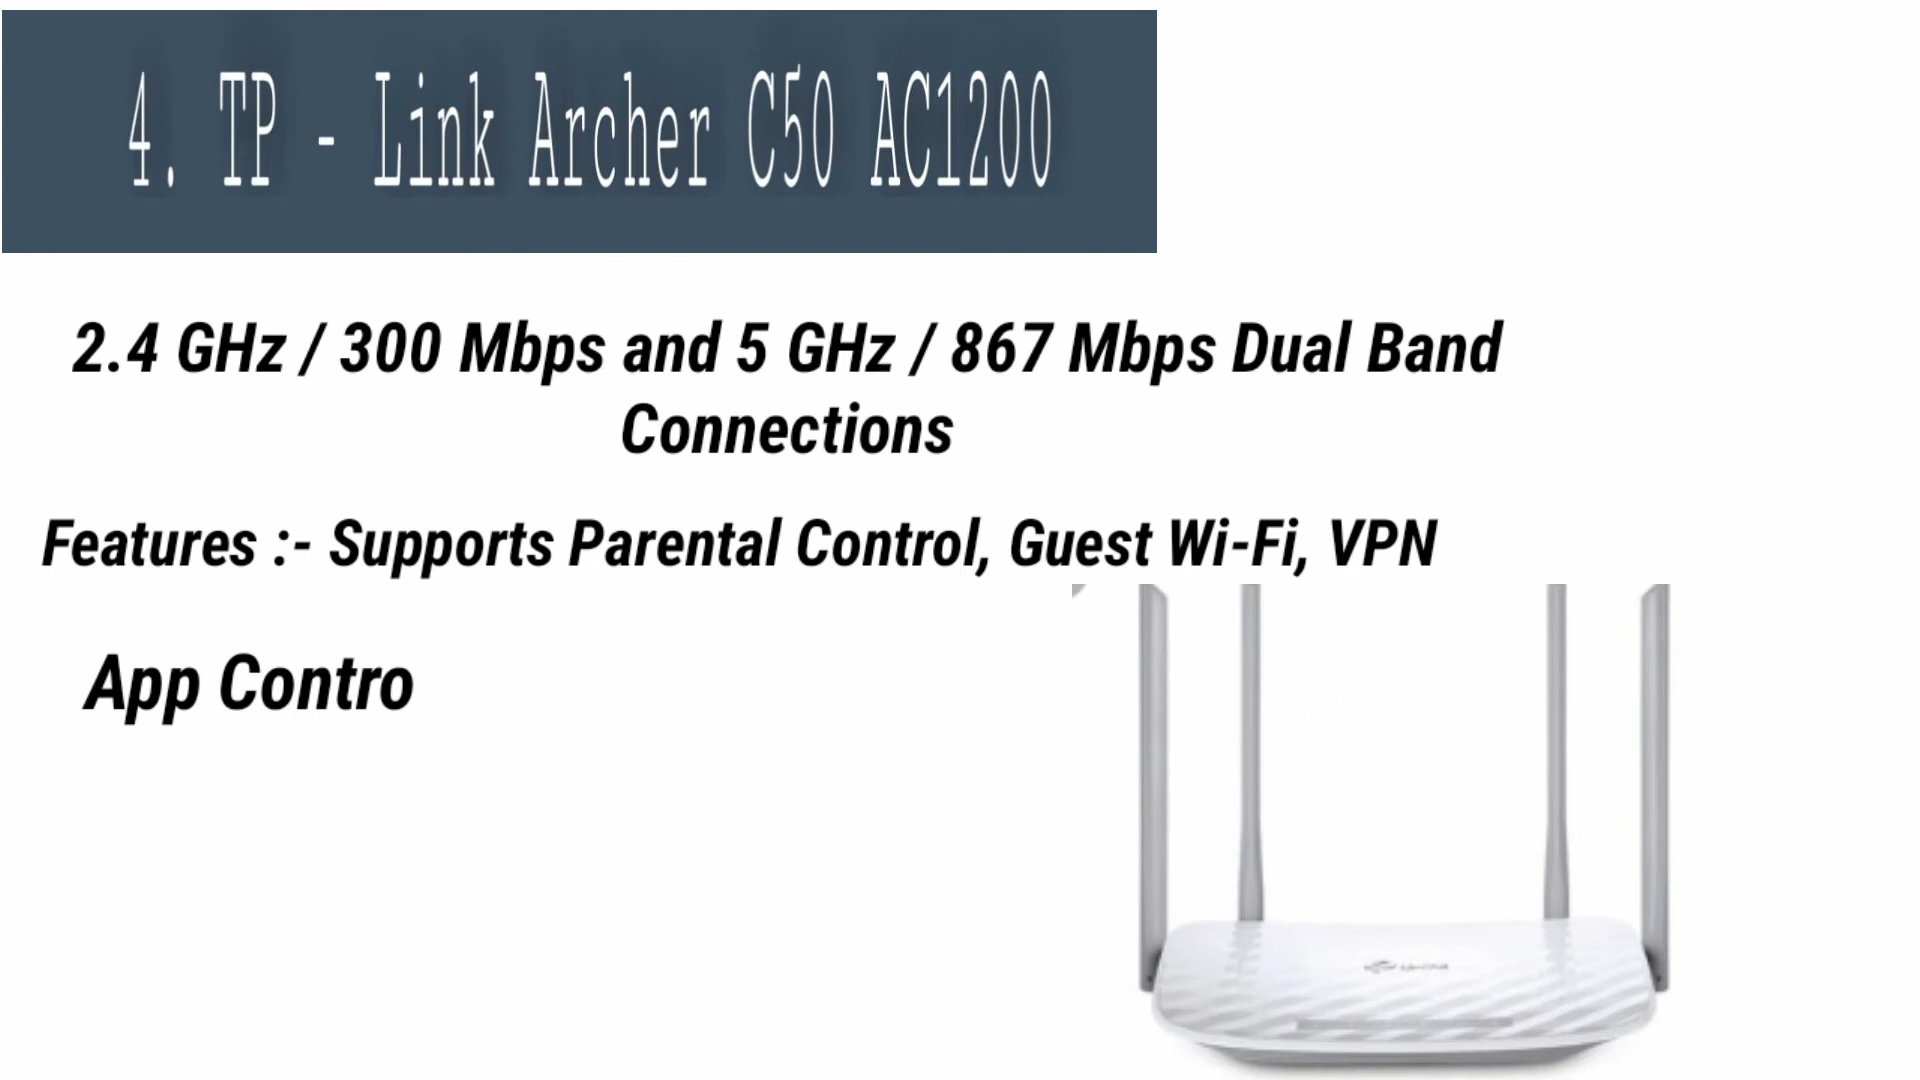 4. TP - Link Archer C50 AC1200
2.4 GHz / 300 Mbps and 5 GHz / 867 Mbps Dual Band
Connections
Features :- Supports Parental Control, Guest Wi-Fi, VPN
App Contro